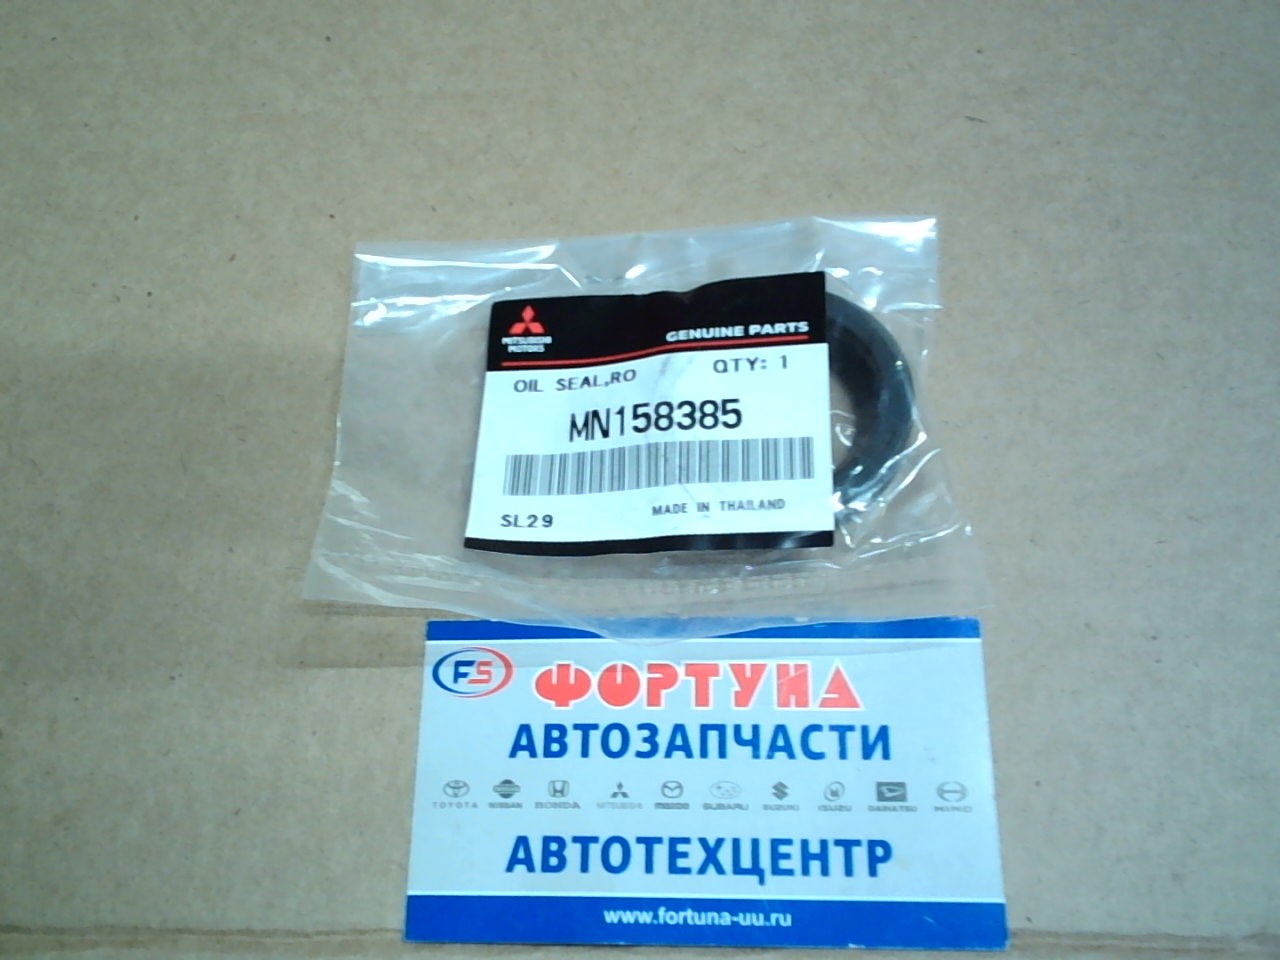 MITSUBISHI
MOTORS
GENUINE PARTS
OIL SEAL,RO
QTY: 1
MN158385
SL29
MADE IN THAILAND
FS
ФОРТУНА
АВТОЗАПЧАСТИ
TOYOTA NISSAN HONDA MITSUBISHI MAZDA SUBARU SUZUKI ISUZU DAIHATSU HINO
АВТОТЕХЦЕНТР
www.fortuna-uu.ru